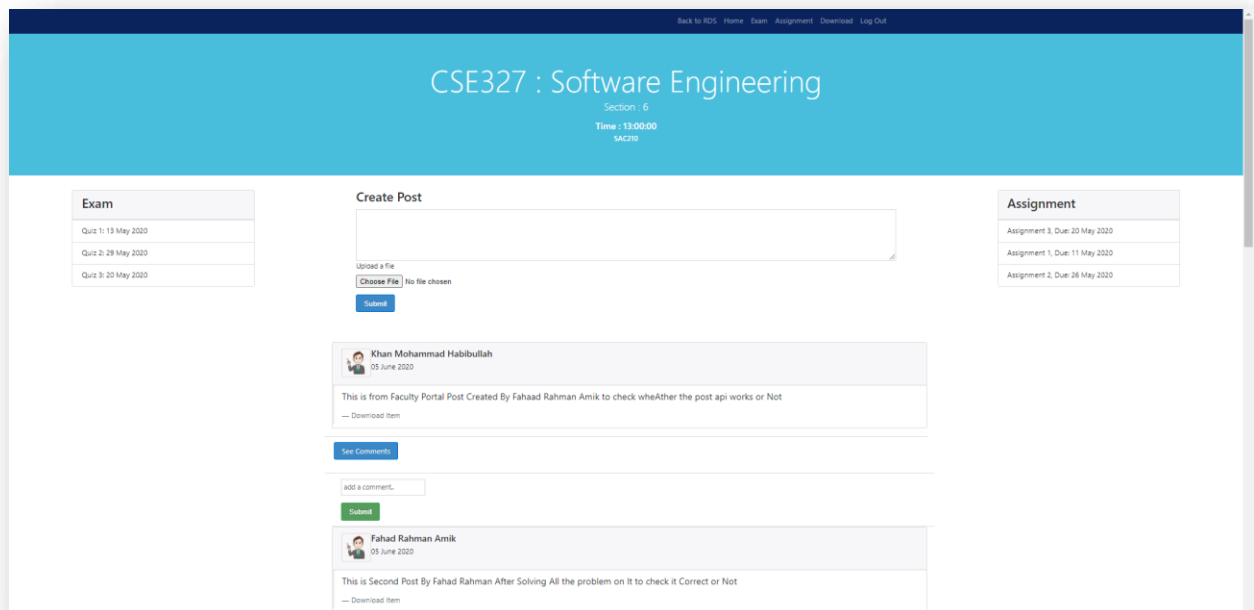 Back to RDS Home Exam Assignment Download Log Out
CSE327 : Software Engineering
Section : 6
Time : 13:00:00
SAC210
Exam
Quiz 1: 13 May 2020
Quiz 2: 29 May 2020
Quiz 3: 20 May 2020
Create Post
Upload a file
Choose File No file chosen
Submit
Khan Mohammad Habibullah
05 June 2020
This is from Faculty Portal Post Created By Fahaad Rahman Amik to check wheAther the post api works or Not
— Download Item
See Comments
add a comment..
Submit
Fahad Rahman Amik
05 June 2020
This is Second Post By Fahad Rahman After Solving All the problem on It to check it Correct or Not
— Download Item
Assignment
Assignment 3, Due: 20 May 2020
Assignment 1, Due: 11 May 2020
Assignment 2, Due: 26 May 2020